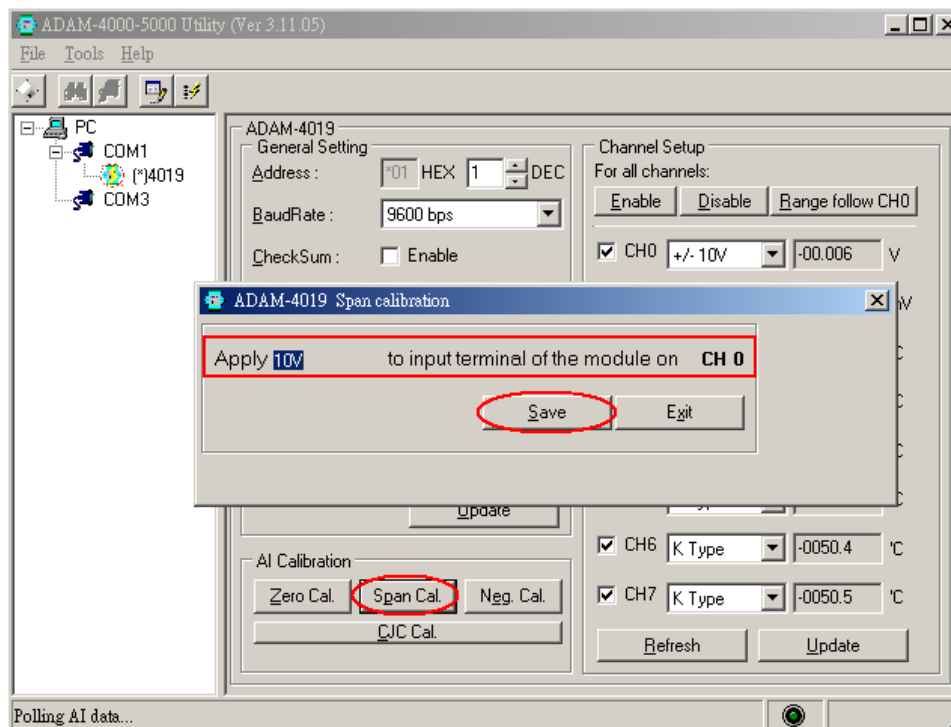 ADAM-4000-5000 Utility (Ver 3.11.05)
File Tools Help
PC
COM1
(*)4019
COM3
ADAM-4019
General Setting
Address : *01 HEX 1 DEC
BaudRate : 9600 bps
CheckSum : Enable
Channel Setup
For all channels:
Enable Disable Range follow CH0
CH0 +/- 10V -00.006 V
ADAM-4019 Span calibration
Apply 10V to input terminal of the module on CH 0
Save Exit
Update
CH6 K Type -0050.4 'C
CH7 K Type -0050.5 'C
Refresh Update
AI Calibration
Zero Cal. Span Cal. Neg. Cal.
CJC Cal.
Polling AI data...